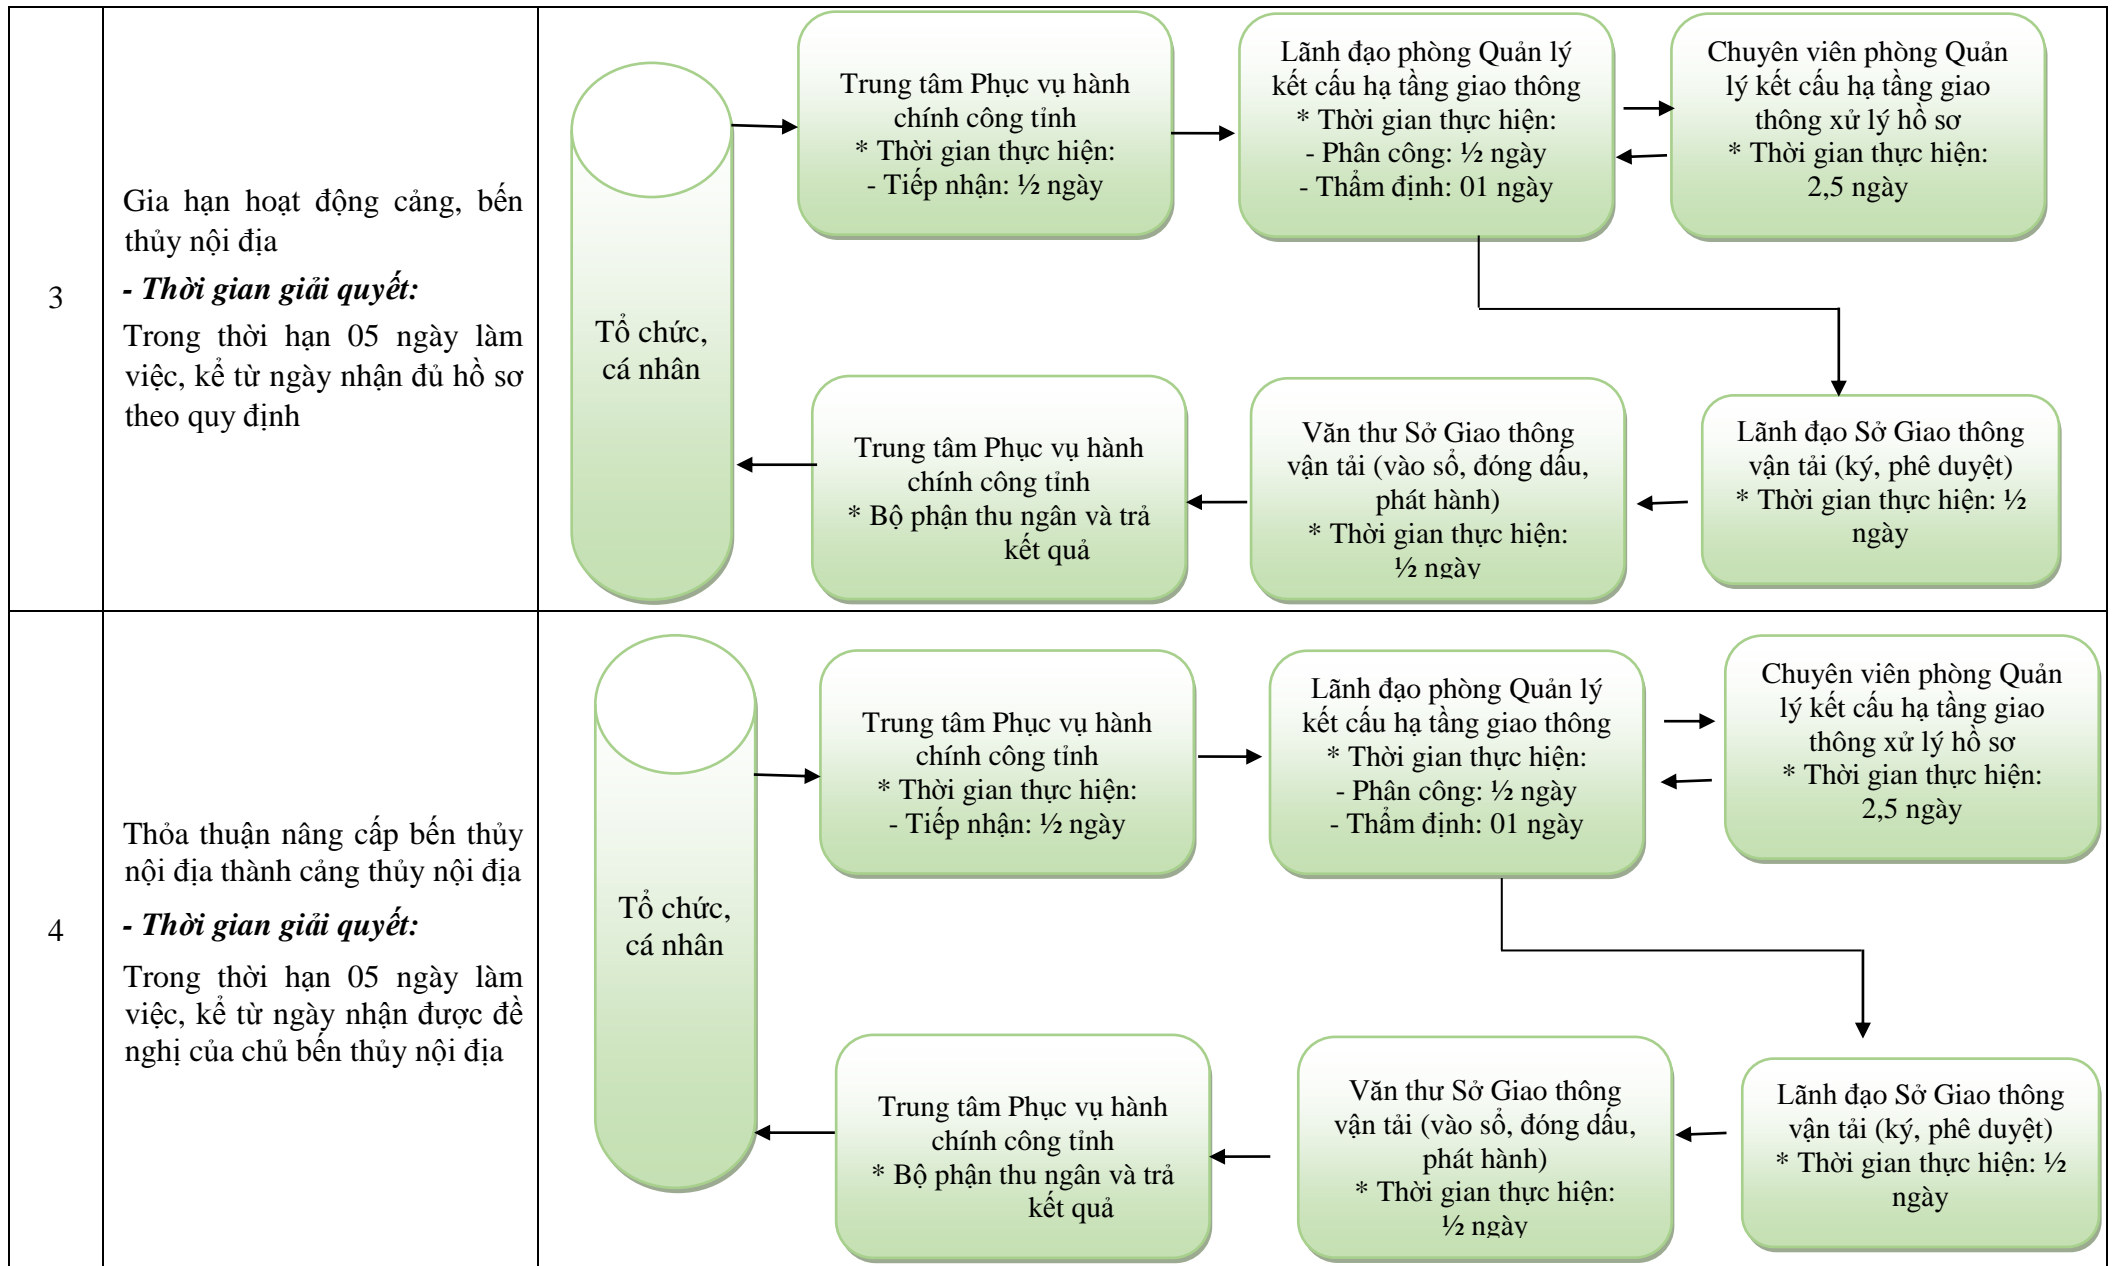 3
Gia hạn hoạt động cảng, bến
thủy nội địa
- Thời gian giải quyết:
Trong thời hạn 05 ngày làm
việc, kể từ ngày nhận đủ hồ sơ
theo quy định
Tổ chức,
cá nhân
Trung tâm Phục vụ hành
chính công tỉnh
* Thời gian thực hiện:
- Tiếp nhận: ½ ngày
Lãnh đạo phòng Quản lý
kết cấu hạ tầng giao thông
* Thời gian thực hiện:
- Phân công: ½ ngày
- Thẩm định: 01 ngày
Chuyên viên phòng Quản
lý kết cấu hạ tầng giao
thông xử lý hồ sơ
* Thời gian thực hiện:
2,5 ngày
Lãnh đạo Sở Giao thông
vận tải (ký, phê duyệt)
* Thời gian thực hiện: ½
ngày
Văn thư Sở Giao thông
vận tải (vào sổ, đóng dấu,
phát hành)
* Thời gian thực hiện:
½ ngày
Trung tâm Phục vụ hành
chính công tỉnh
* Bộ phận thu ngân và trả
kết quả
4
Thỏa thuận nâng cấp bến thủy
nội địa thành cảng thủy nội địa
- Thời gian giải quyết:
Trong thời hạn 05 ngày làm
việc, kể từ ngày nhận được đề
nghị của chủ bến thủy nội địa
Tổ chức,
cá nhân
Trung tâm Phục vụ hành
chính công tỉnh
* Thời gian thực hiện:
- Tiếp nhận: ½ ngày
Lãnh đạo phòng Quản lý
kết cấu hạ tầng giao thông
* Thời gian thực hiện:
- Phân công: ½ ngày
- Thẩm định: 01 ngày
Chuyên viên phòng Quản
lý kết cấu hạ tầng giao
thông xử lý hồ sơ
* Thời gian thực hiện:
2,5 ngày
Lãnh đạo Sở Giao thông
vận tải (ký, phê duyệt)
* Thời gian thực hiện: ½
ngày
Văn thư Sở Giao thông
vận tải (vào sổ, đóng dấu,
phát hành)
* Thời gian thực hiện:
½ ngày
Trung tâm Phục vụ hành
chính công tỉnh
* Bộ phận thu ngân và trả
kết quả